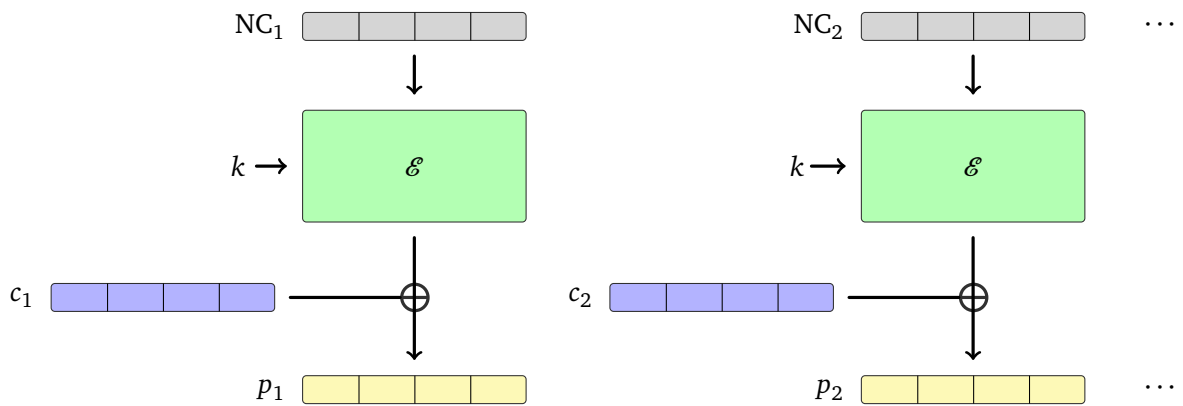 NC₁ NC₂ ⋯
k ℰ k ℰ
c₁ c₂
p₁ p₂ ⋯